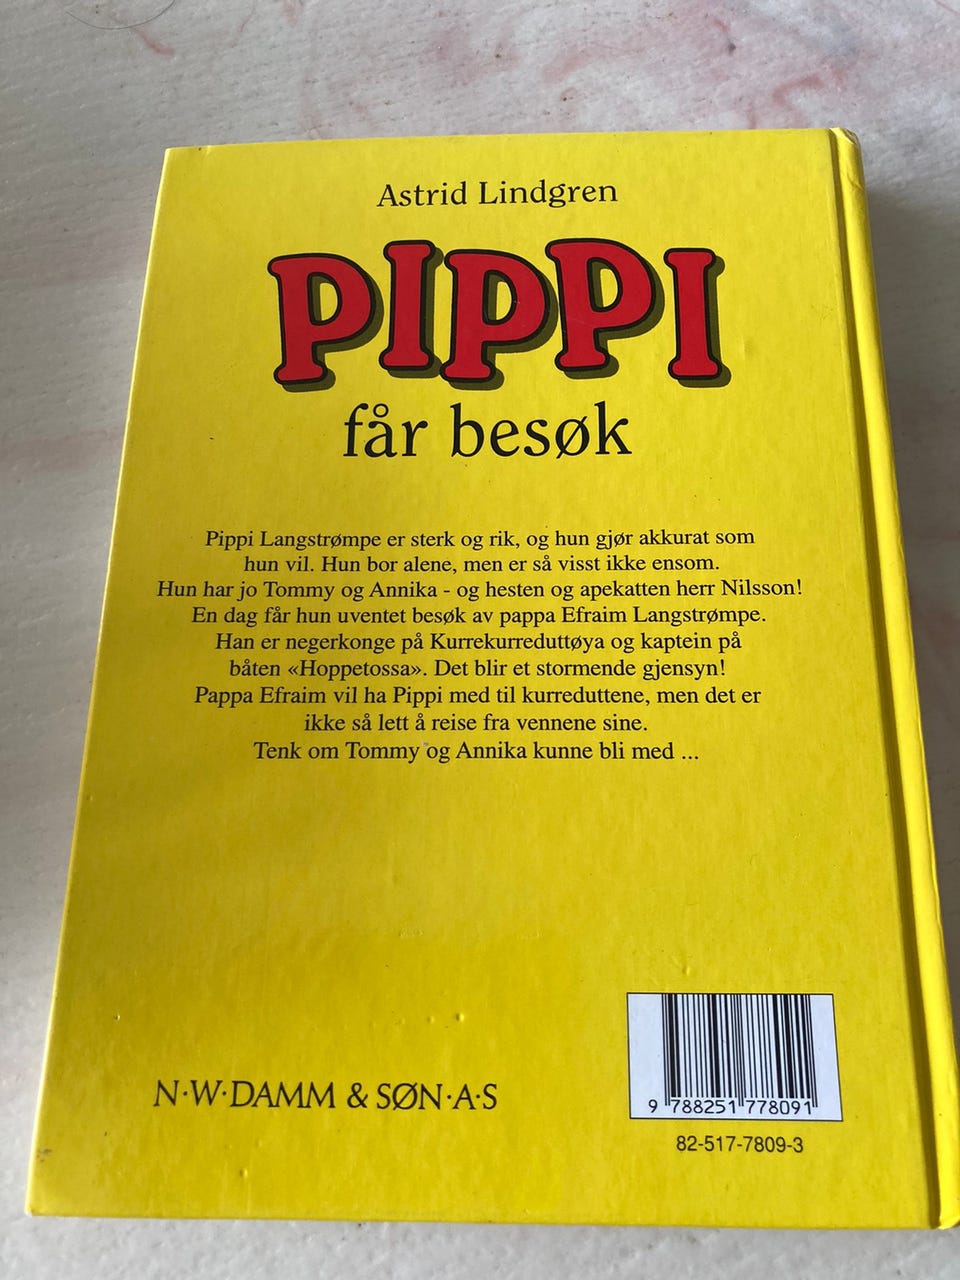 Astrid Lindgren
PIPPI
får besøk
Pippi Langstrømpe er sterk og rik, og hun gjør akkurat som
hun vil. Hun bor alene, men er så visst ikke ensom.
Hun har jo Tommy og Annika - og hesten og apekatten herr Nilsson!
En dag får hun uventet besøk av pappa Efraim Langstrømpe.
Han er negerkonge på Kurrekurreduttøya og kaptein på
båten «Hoppetossa». Det blir et stormende gjensyn!
Pappa Efraim vil ha Pippi med til kurreduttene, men det er
ikke så lett å reise fra vennene sine.
Tenk om Tommy og Annika kunne bli med ...
N·W·DAMM & SØN·A·S
9 788251 778091
82-517-7809-3